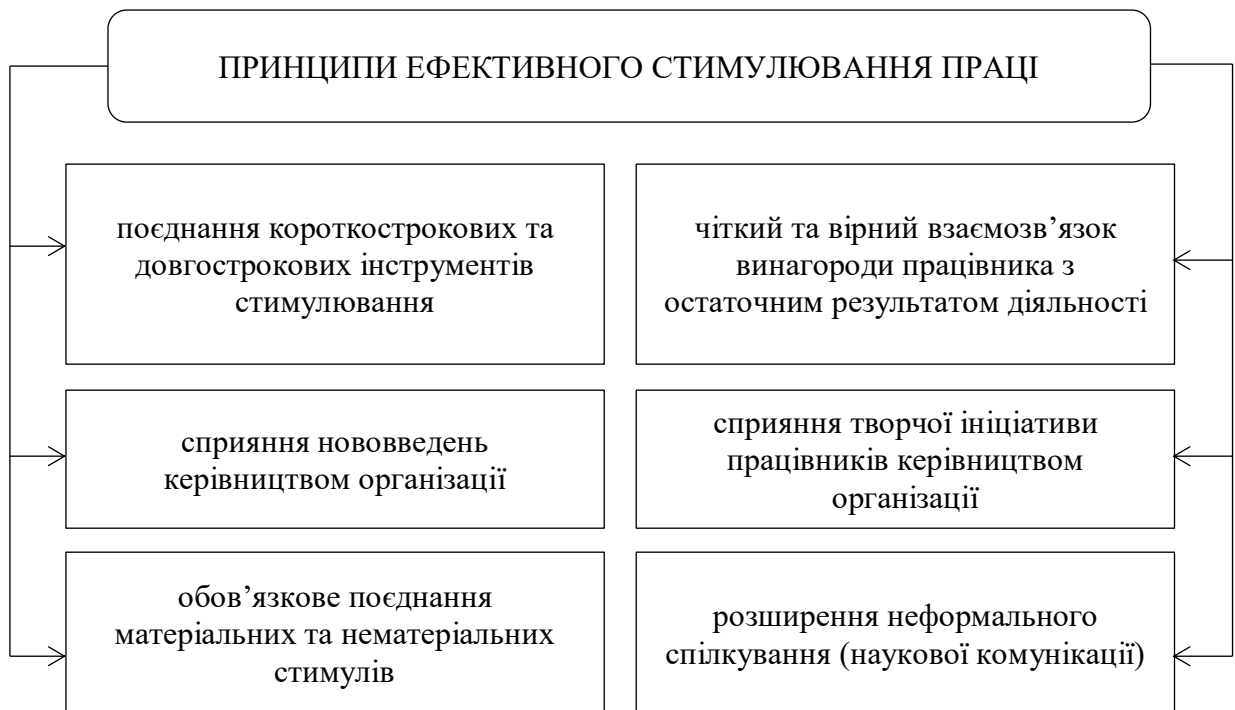 ПРИНЦИПИ ЕФЕКТИВНОГО СТИМУЛЮВАННЯ ПРАЦІ
поєднання короткострокових та
довгострокових інструментів
стимулювання
чіткий та вірний взаємозв’язок
винагороди працівника з
остаточним результатом діяльності
сприяння нововведень
керівництвом організації
сприяння творчої ініціативи
працівників керівництвом
організації
обов’язкове поєднання
матеріальних та нематеріальних
стимулів
розширення неформального
спілкування (наукової комунікації)